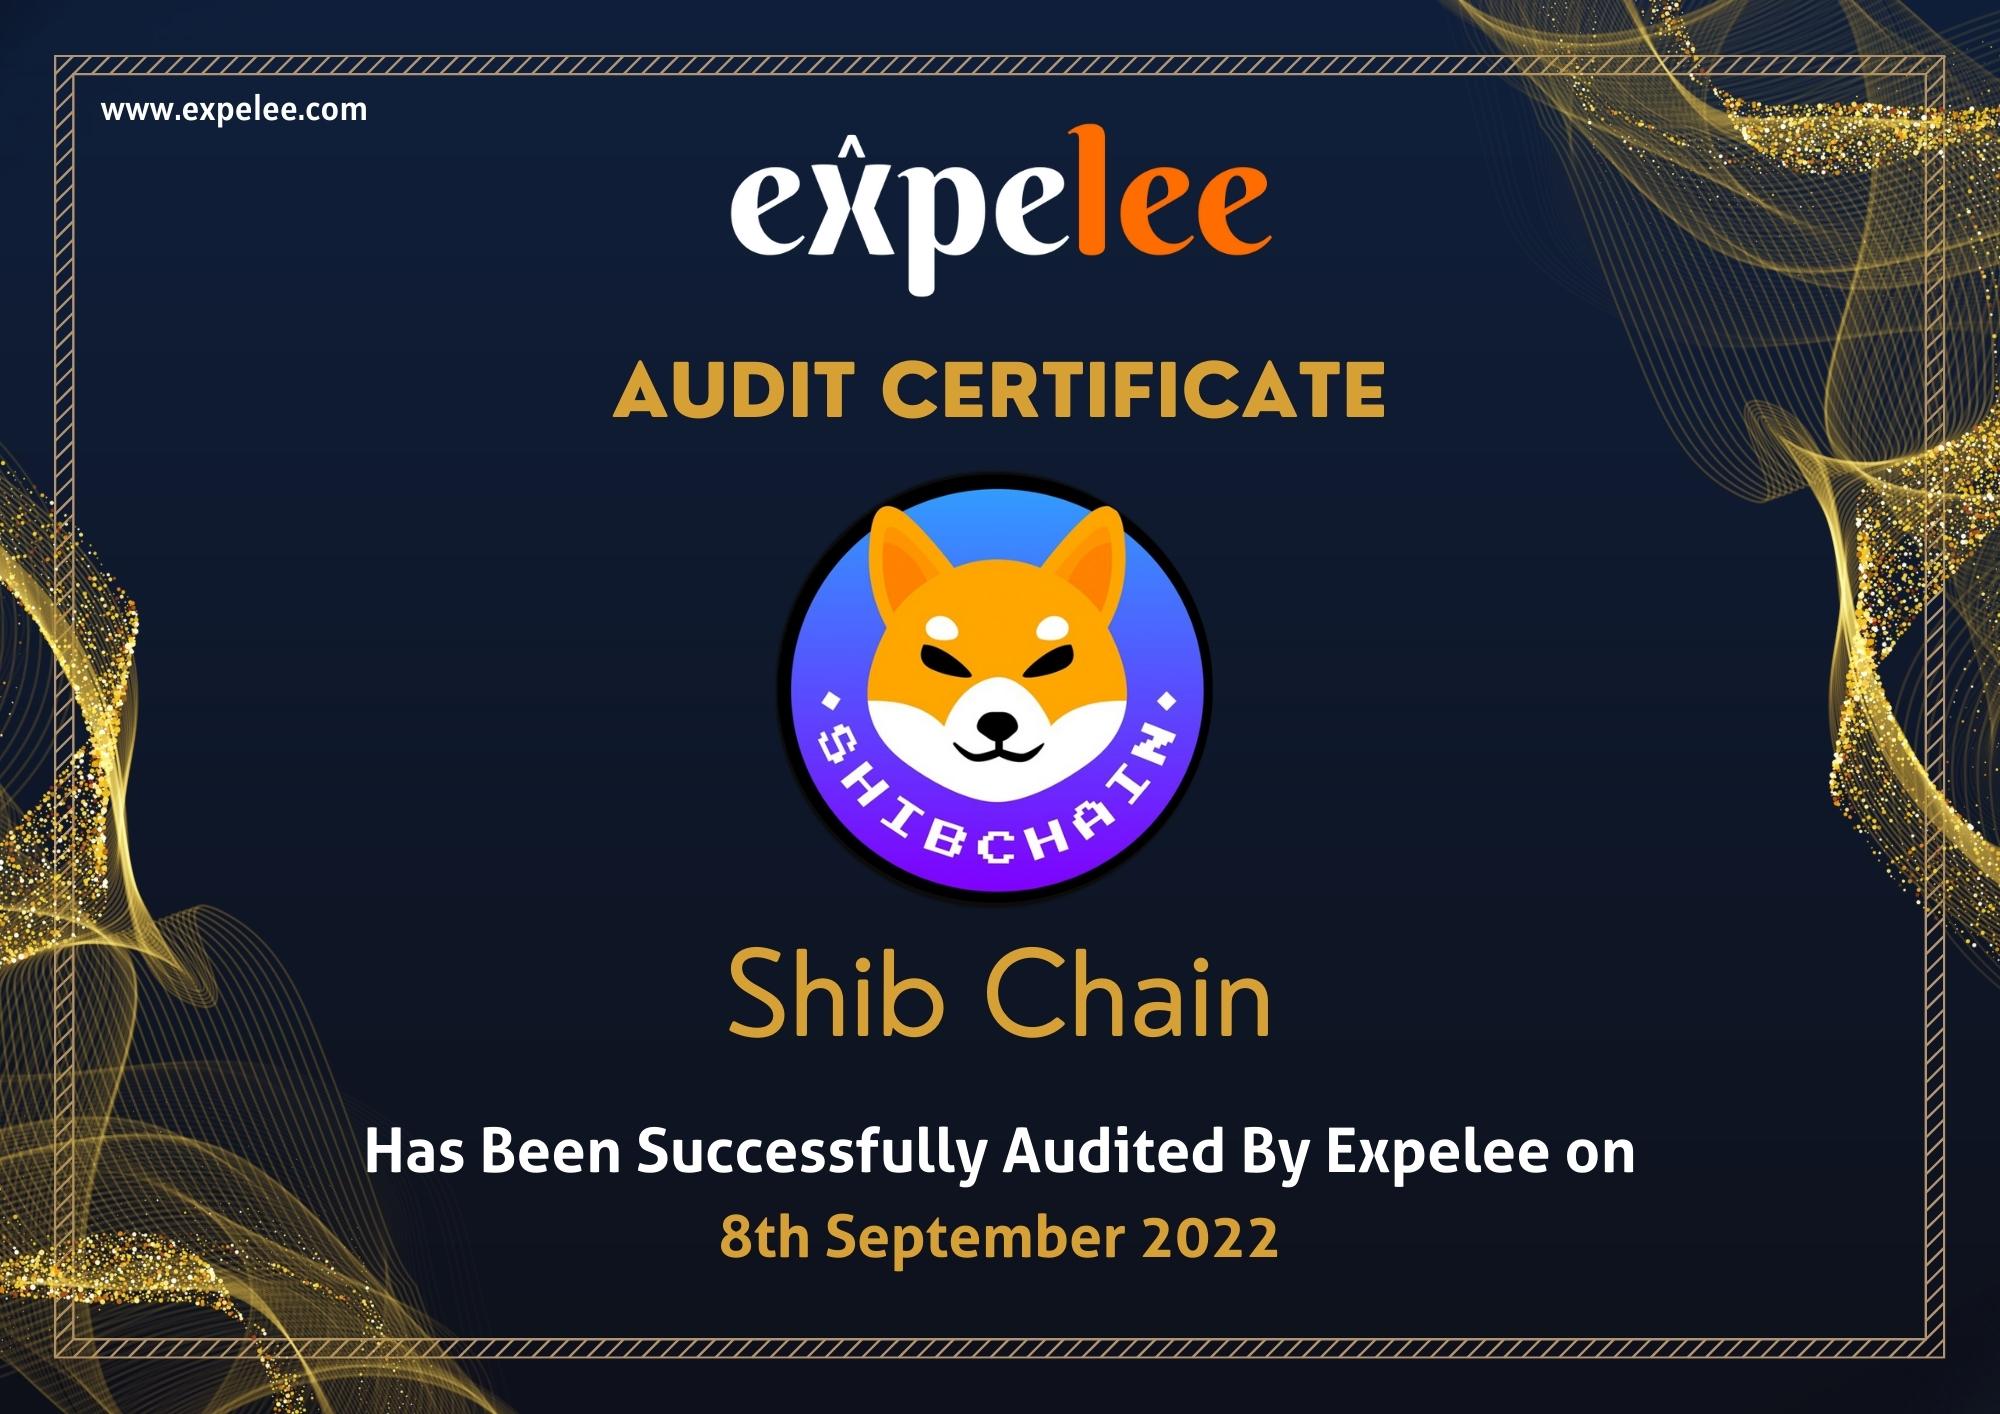 www.expelee.com
expelee
AUDIT CERTIFICATE
SHIBCHAIN
Shib Chain
Has Been Successfully Audited By Expelee on
8th September 2022